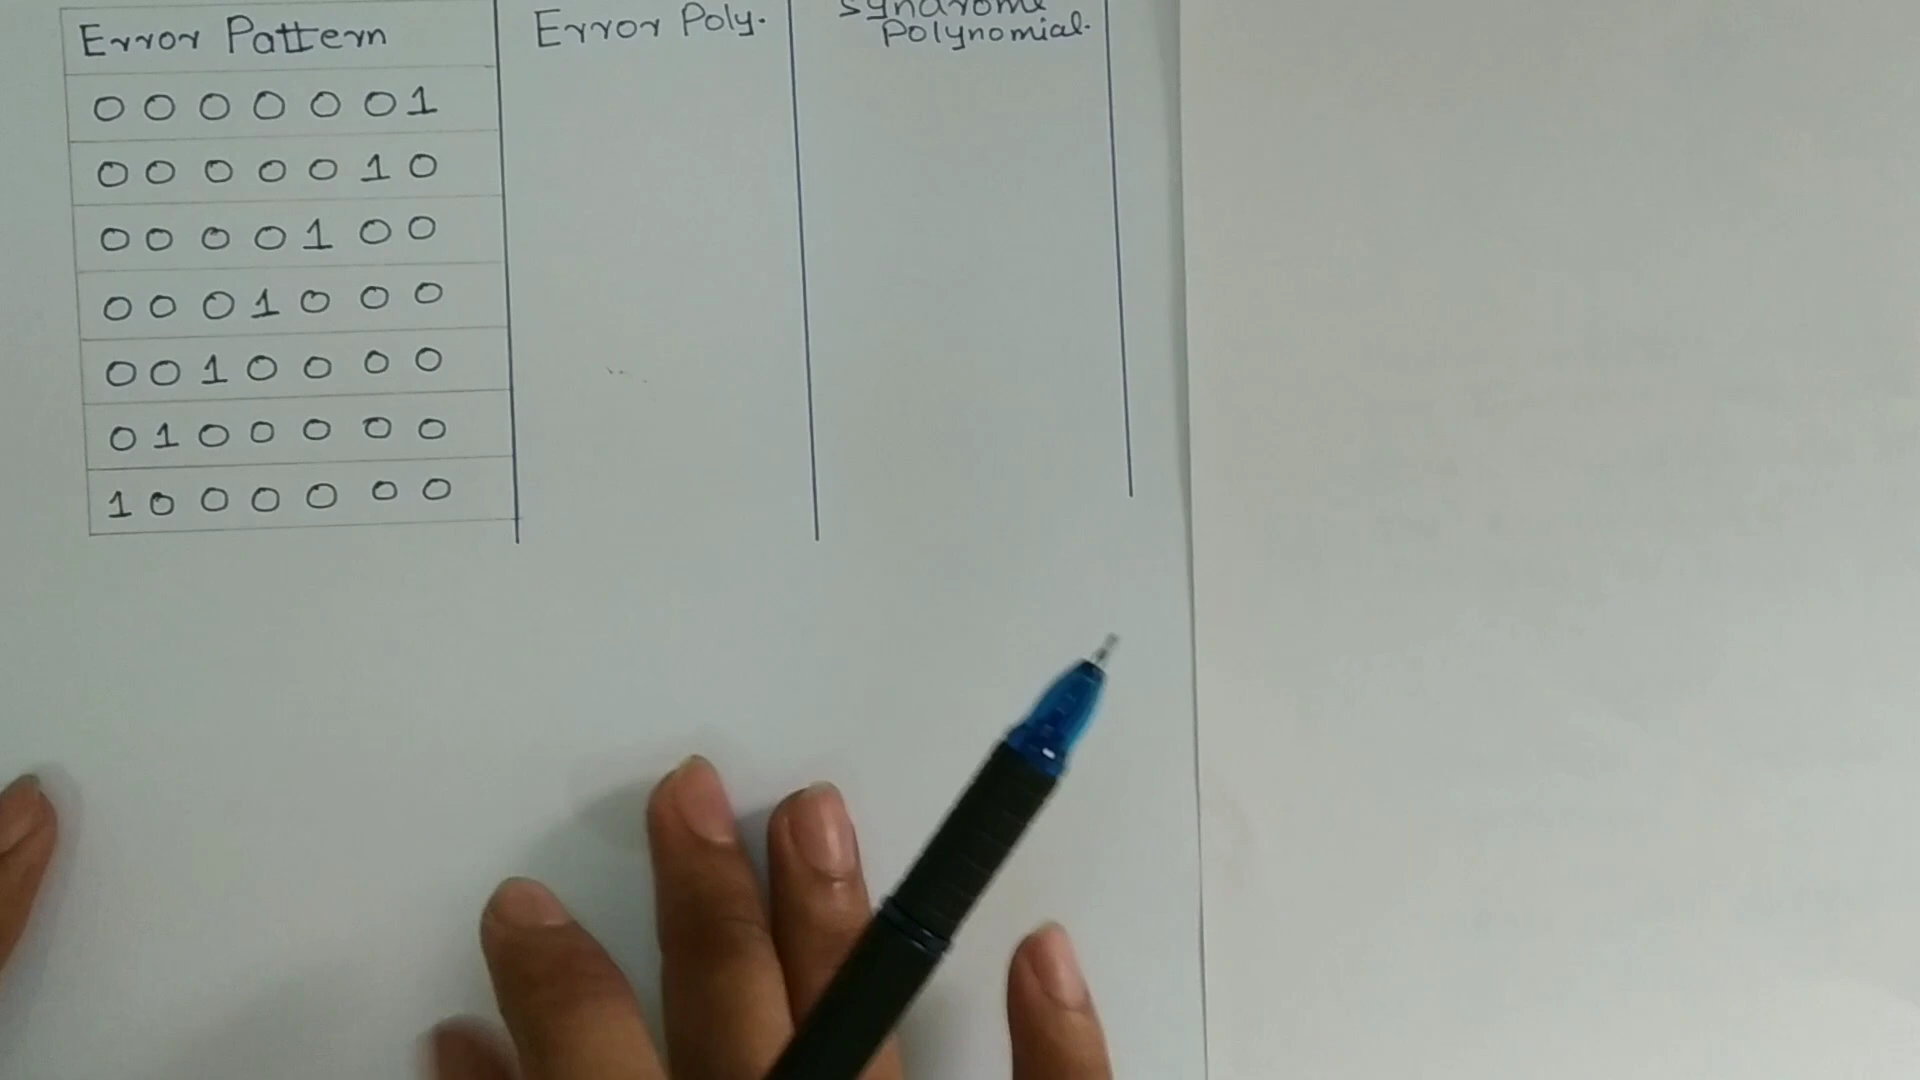 Error Pattern
Error Poly.
Syndrome
Polynomial.
0 0 0 0 0 0 1
0 0 0 0 0 1 0
0 0 0 0 1 0 0
0 0 0 1 0 0 0
0 0 1 0 0 0 0
0 1 0 0 0 0 0
1 0 0 0 0 0 0